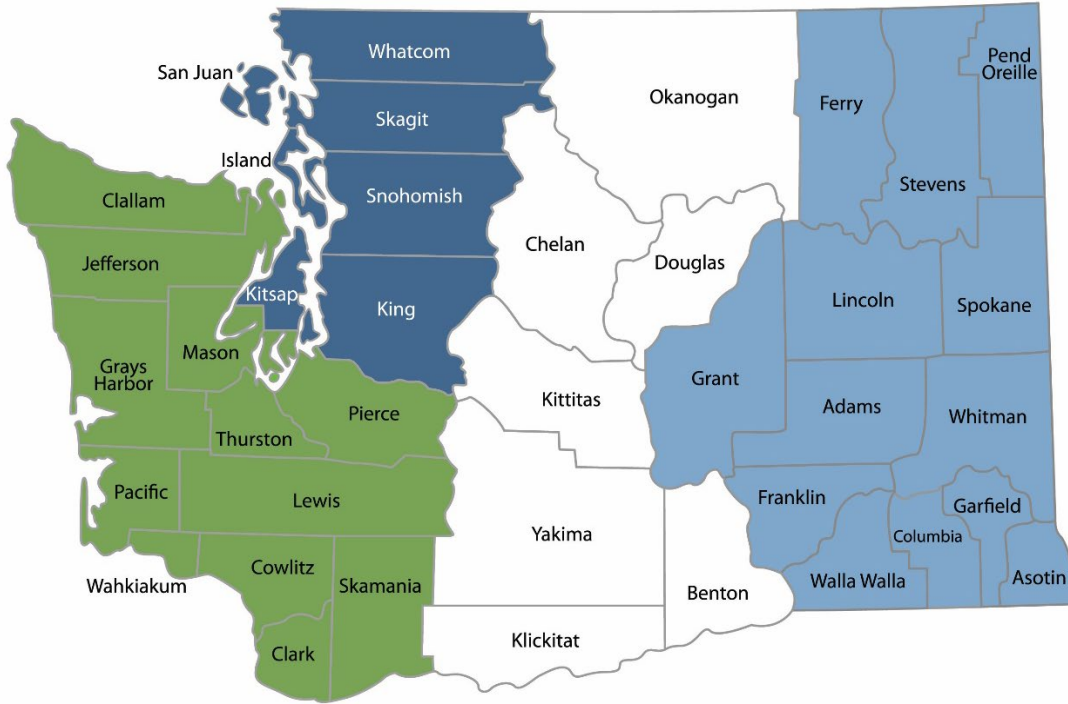 Whatcom
San Juan
Pend
Oreille
Okanogan
Ferry
Skagit
Island
Snohomish
Stevens
Clallam
Chelan
Jefferson
Douglas
Kitsap
King
Lincoln
Spokane
Mason
Grays
Harbor
Grant
Kittitas
Adams
Pierce
Whitman
Thurston
Pacific
Lewis
Franklin
Garfield
Yakima
Columbia
Cowlitz
Wahkiakum
Skamania
Walla Walla
Asotin
Benton
Klickitat
Clark